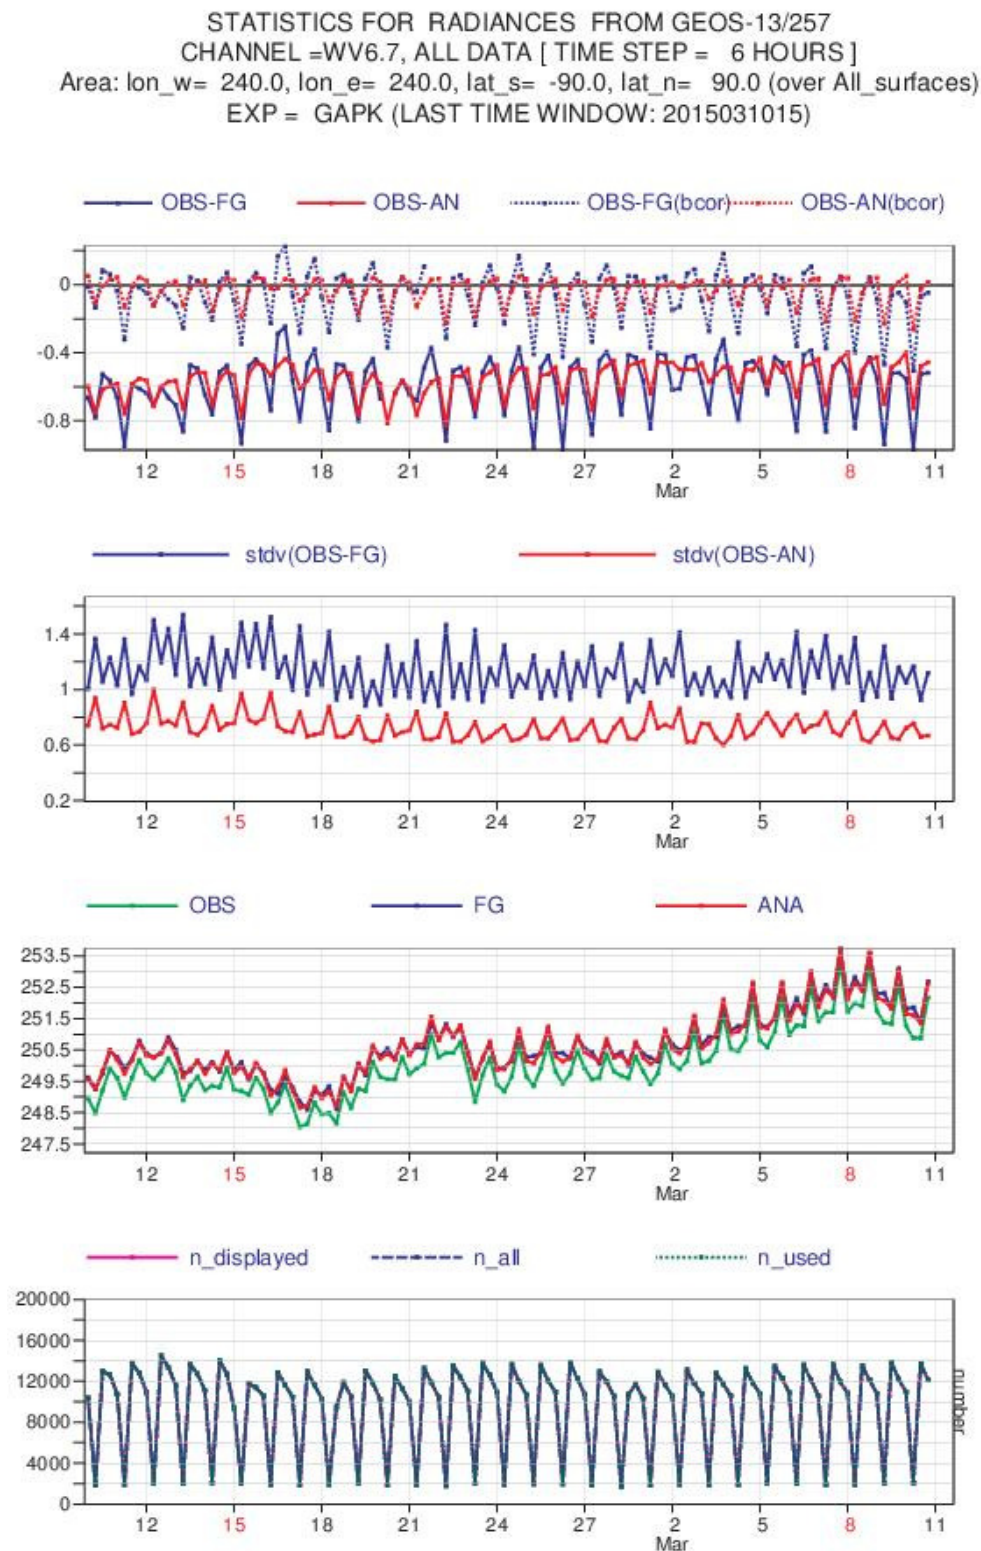 STATISTICS FOR RADIANCES FROM GEOS-13/257
CHANNEL =WV6.7, ALL DATA [ TIME STEP = 6 HOURS ]
Area: lon_w= 240.0, lon_e= 240.0, lat_s= -90.0, lat_n= 90.0 (over All_surfaces)
EXP = GAPK (LAST TIME WINDOW: 2015031015)
OBS-FG OBS-AN OBS-FG(bcor) OBS-AN(bcor)
0
-0.4
-0.8
12 15 18 21 24 27 2 5 8 11
Mar
stdv(OBS-FG) stdv(OBS-AN)
1.4
1
0.6
0.2
12 15 18 21 24 27 2 5 8 11
Mar
OBS FG ANA
253.5
252.5
251.5
250.5
249.5
248.5
247.5
12 15 18 21 24 27 2 5 8 11
Mar
n_displayed n_all n_used
20000
16000
12000
8000
4000
0
number
12 15 18 21 24 27 2 5 8 11
Mar